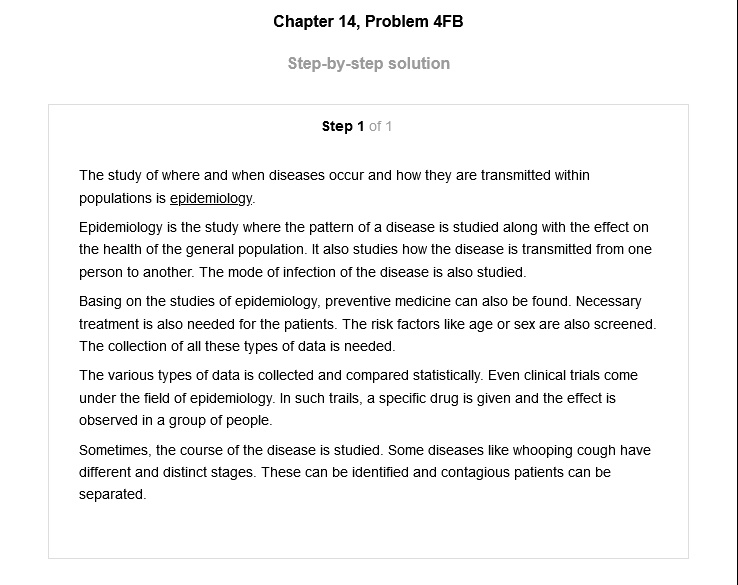 Chapter 14, Problem 4FB
Step-by-step solution
Step 1 of 1
The study of where and when diseases occur and how they are transmitted within
populations is epidemiology.
Epidemiology is the study where the pattern of a disease is studied along with the effect on
the health of the general population. It also studies how the disease is transmitted from one
person to another. The mode of infection of the disease is also studied.
Basing on the studies of epidemiology, preventive medicine can also be found. Necessary
treatment is also needed for the patients. The risk factors like age or sex are also screened.
The collection of all these types of data is needed.
The various types of data is collected and compared statistically. Even clinical trials come
under the field of epidemiology. In such trails, a specific drug is given and the effect is
observed in a group of people.
Sometimes, the course of the disease is studied. Some diseases like whooping cough have
different and distinct stages. These can be identified and contagious patients can be
separated.